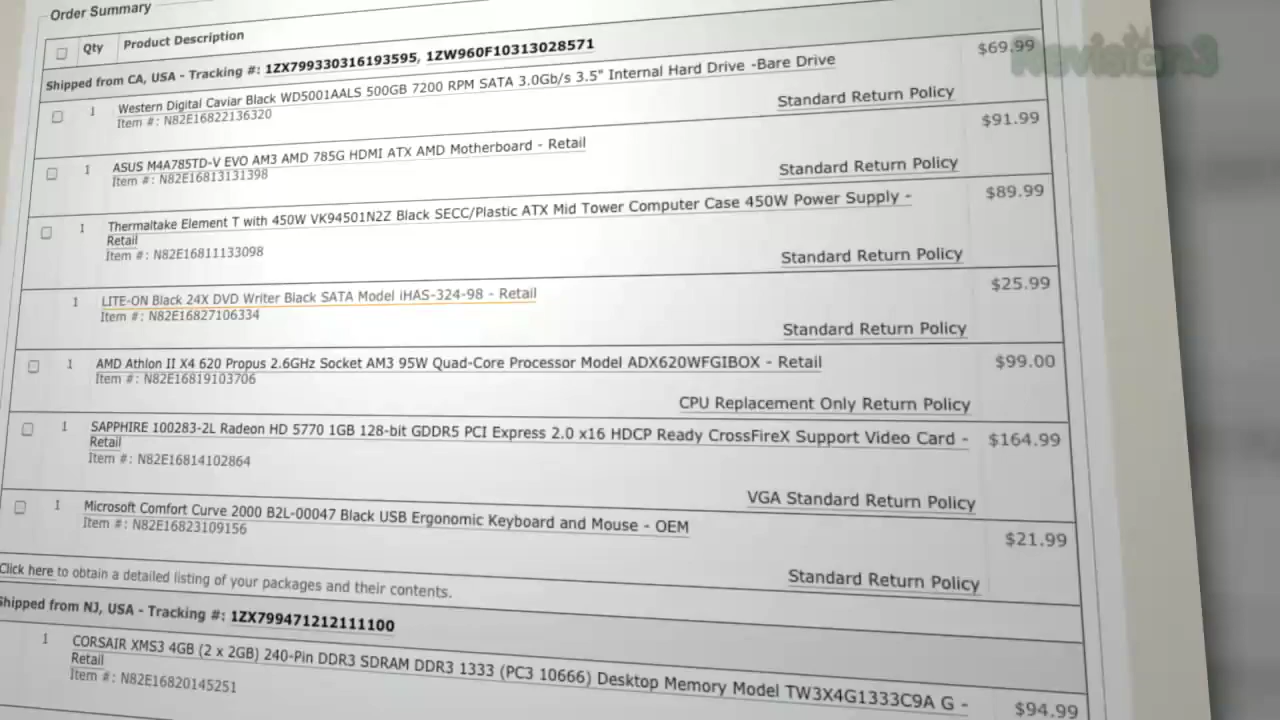 Order Summary
Qty Product Description
Shipped from CA, USA - Tracking #: 1ZX799330316193595, 1ZW960F10313028571
1 Western Digital Caviar Black WD5001AALS 500GB 7200 RPM SATA 3.0Gb/s 3.5" Internal Hard Drive -Bare Drive $69.99
Item #: N82E16822136320
Standard Return Policy
1 ASUS M4A785TD-V EVO AM3 AMD 785G HDMI ATX AMD Motherboard - Retail $91.99
Item #: N82E16813131398
Standard Return Policy
1 Thermaltake Element T with 450W VK94501N2Z Black SECC/Plastic ATX Mid Tower Computer Case 450W Power Supply - $89.99
Retail
Item #: N82E16811133098
Standard Return Policy
1 LITE-ON Black 24X DVD Writer Black SATA Model iHAS-324-98 - Retail $25.99
Item #: N82E16827106334
Standard Return Policy
1 AMD Athlon II X4 620 Propus 2.6GHz Socket AM3 95W Quad-Core Processor Model ADX620WFGIBOX - Retail $99.00
Item #: N82E16819103706
CPU Replacement Only Return Policy
1 SAPPHIRE 100283-2L Radeon HD 5770 1GB 128-bit GDDR5 PCI Express 2.0 x16 HDCP Ready CrossFireX Support Video Card - $164.99
Retail
Item #: N82E16814102864
VGA Standard Return Policy
1 Microsoft Comfort Curve 2000 B2L-00047 Black USB Ergonomic Keyboard and Mouse - OEM $21.99
Item #: N82E16823109156
Standard Return Policy
Click here to obtain a detailed listing of your packages and their contents.
Shipped from NJ, USA - Tracking #: 1ZX799471212111100
1 CORSAIR XMS3 4GB (2 x 2GB) 240-Pin DDR3 SDRAM DDR3 1333 (PC3 10666) Desktop Memory Model TW3X4G1333C9A G - $94.99
Retail
Item #: N82E16820145251
Revision3